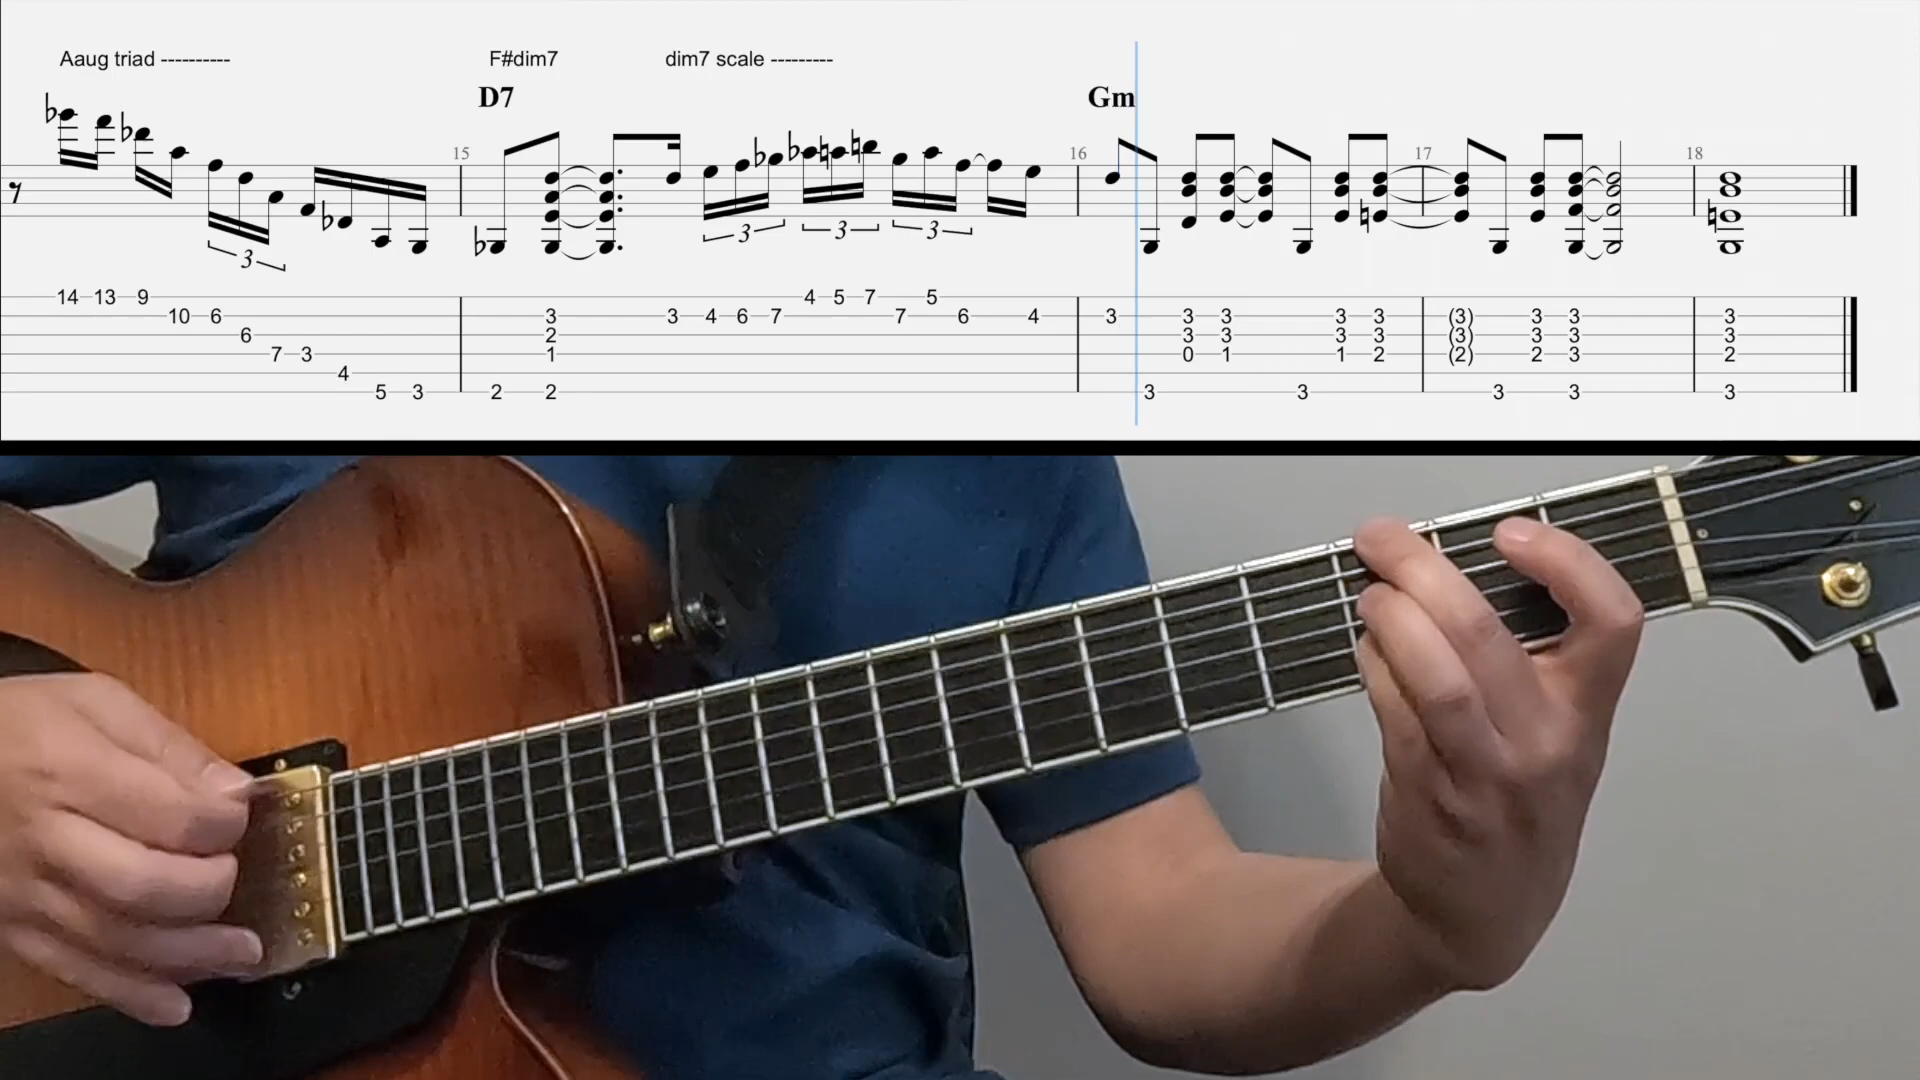 Aaug triad ---------- F#dim7 dim7 scale ---------
D7 Gm
15 16 17 18
3 3 3 3
14 13 9 4 5 7 5
10 6 3 3 4 6 7 7 6 4 3 3 3 3 3 (3) 3 3 3
6 2 3 3 3 3 (3) 3 3 3
7 3 1 0 1 1 2 (2) 2 3 2
4
5 3 2 2 3 3 3 3 3